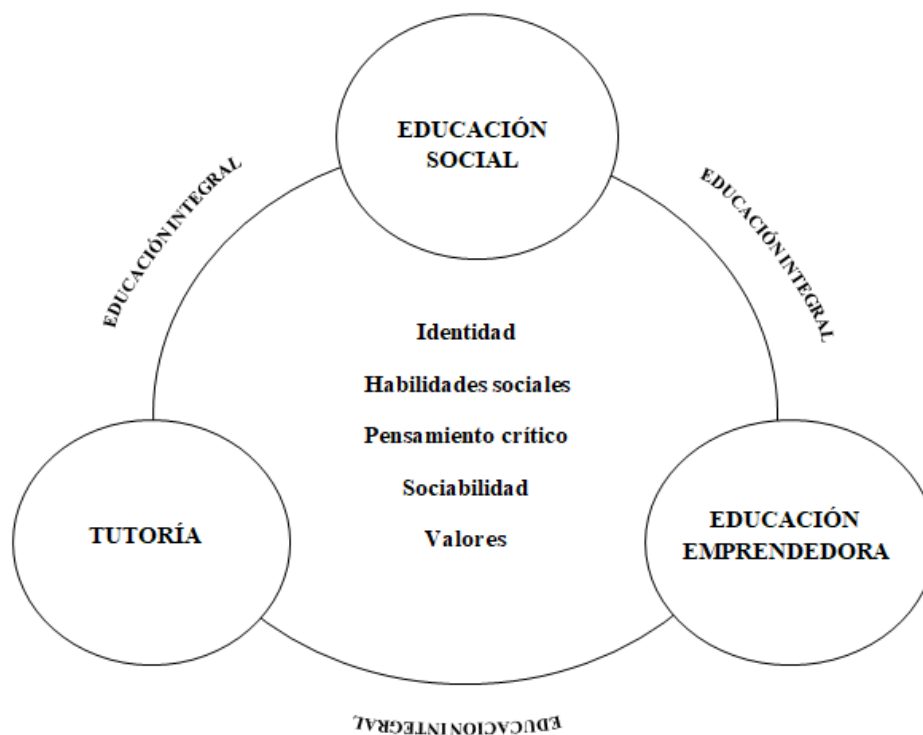 EDUCACIÓN
SOCIAL
EDUCACIÓN INTEGRAL
EDUCACIÓN INTEGRAL
Identidad
Habilidades sociales
Pensamiento crítico
Sociabilidad
Valores
TUTORÍA
EDUCACIÓN
EMPRENDEDORA
EDUCACIÓN INTEGRAL